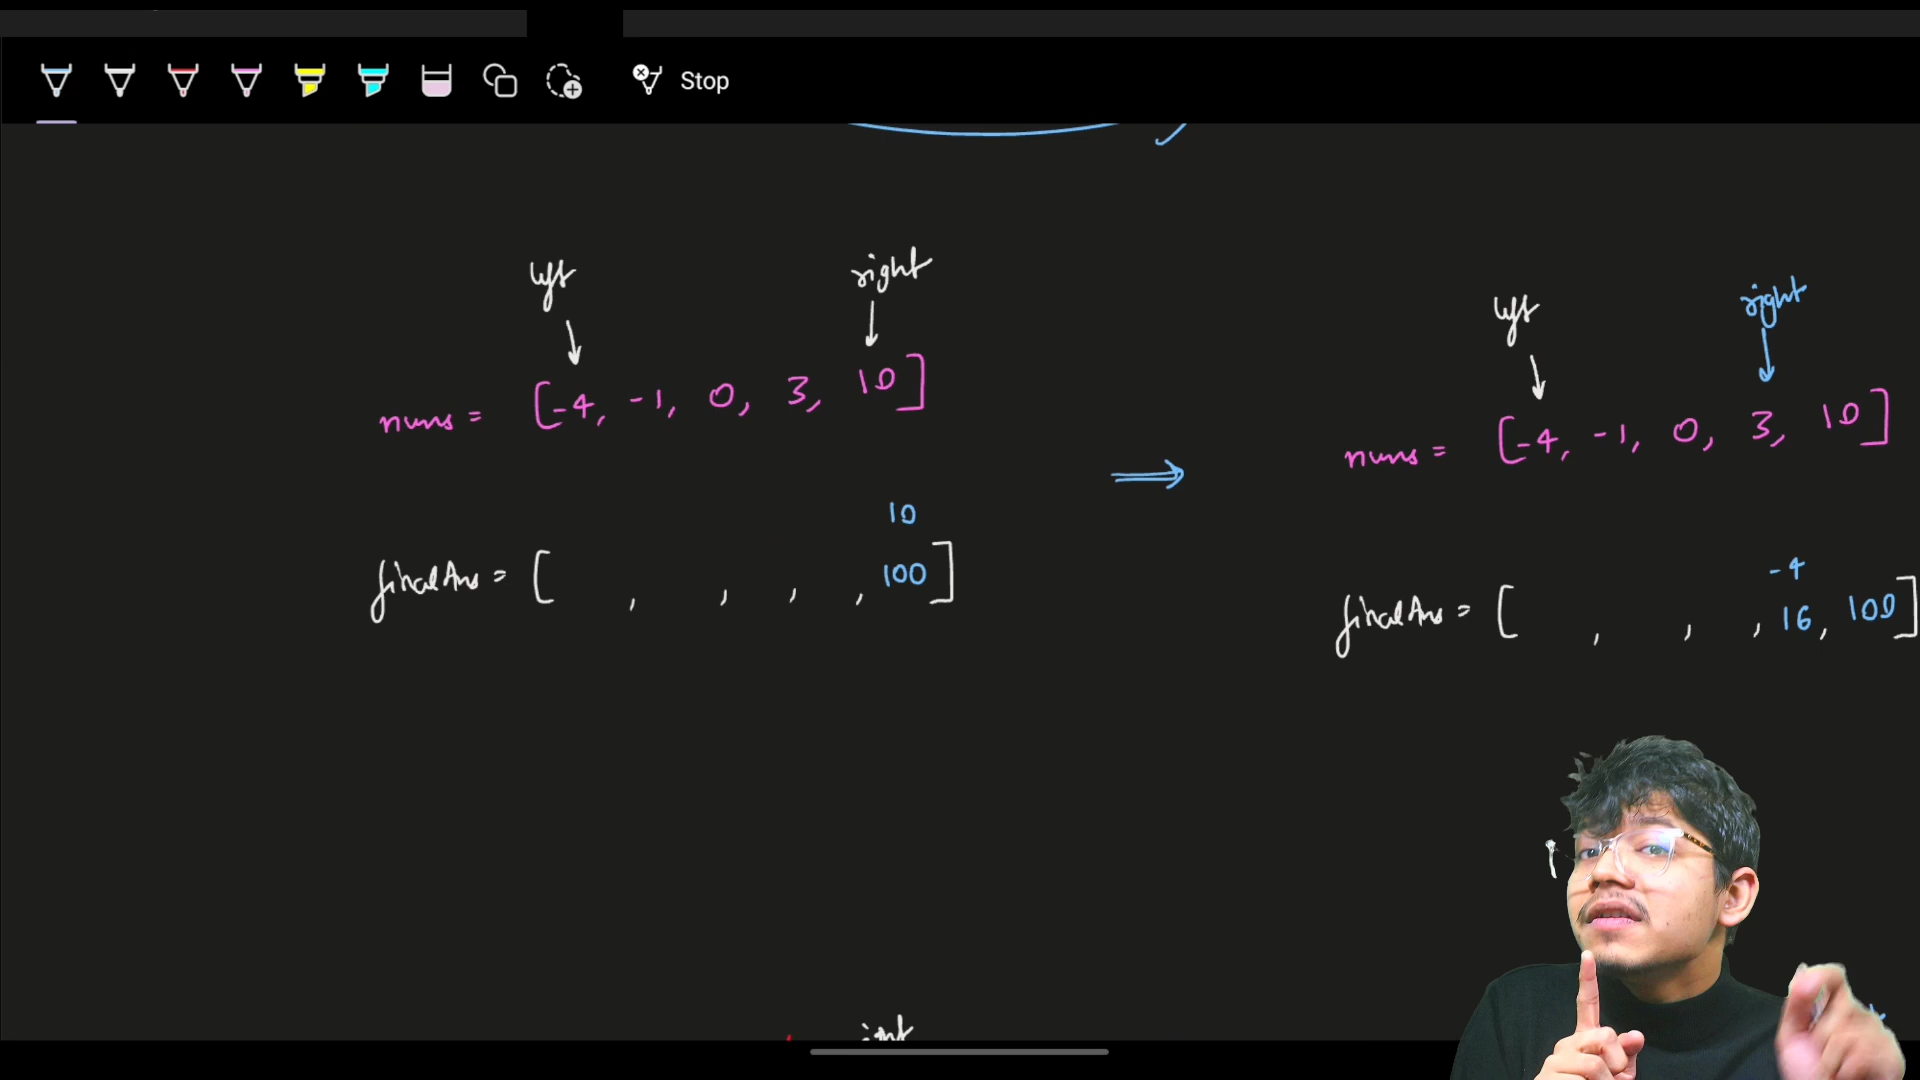 Stop
left right
nums = [-4, -1, 0, 3, 10]
10
finalAns = [ , , , , 100]
left right
nums = [-4, -1, 0, 3, 10]
-4
finalAns = [ , , , 16, 100]